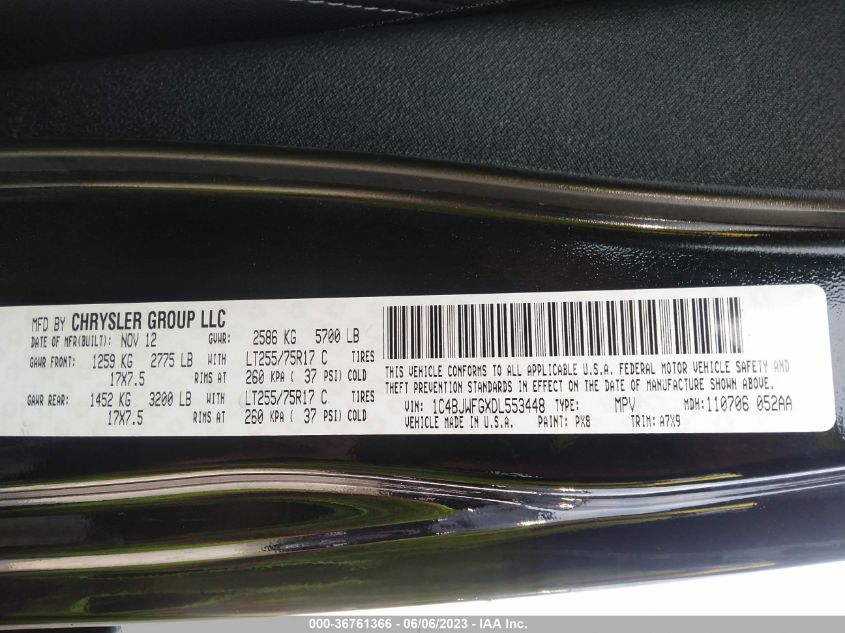 MFD BY CHRYSLER GROUP LLC
DATE OF MFR(BUILT): NOV 12 GVWR: 2586 KG 5700 LB
GAWR FRONT: 1259 KG 2775 LB WITH LT255/75R17 C TIRES
17X7.5 RIMS AT 260 KPA ( 37 PSI) COLD
GAWR REAR: 1452 KG 3200 LB WITH LT255/75R17 C TIRES
17X7.5 RIMS AT 260 KPA ( 37 PSI) COLD
THIS VEHICLE CONFORMS TO ALL APPLICABLE U.S.A. FEDERAL MOTOR VEHICLE SAFETY AND
THEFT PREVENTION STANDARDS IN EFFECT ON THE DATE OF MANUFACTURE SHOWN ABOVE.
VIN: 1C4BJWFGXDL553448 TYPE: MPV MDH:110706 052AA
VEHICLE MADE IN U.S.A. PAINT: PX8 TRIM: A7X9
000-36761366 - 06/06/2023 - IAA Inc.